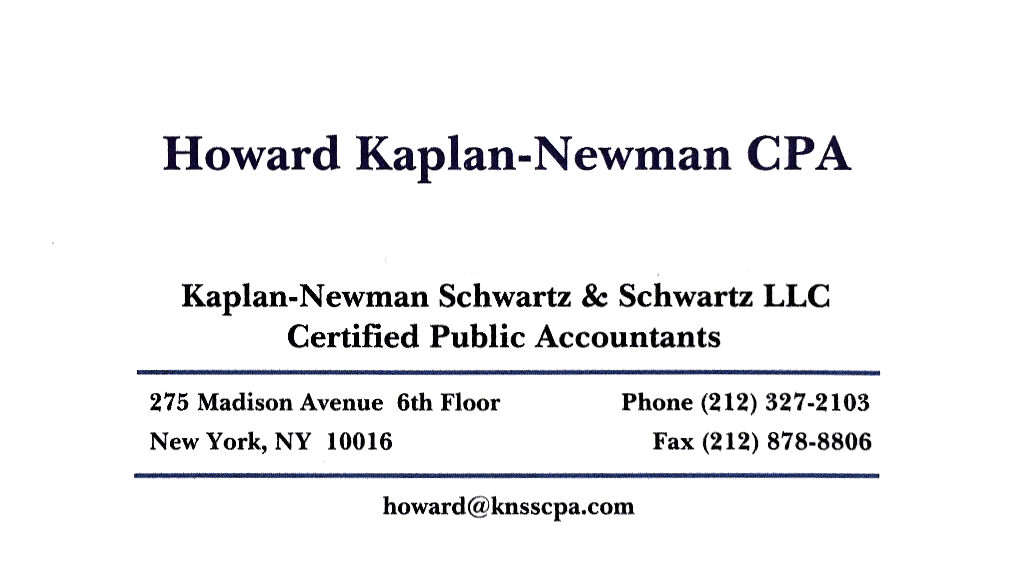 Howard Kaplan-Newman CPA
Kaplan-Newman Schwartz & Schwartz LLC
Certified Public Accountants
275 Madison Avenue 6th Floor
Phone (212) 327-2103
New York, NY 10016
Fax (212) 878-8806
howard@knsscpa.com